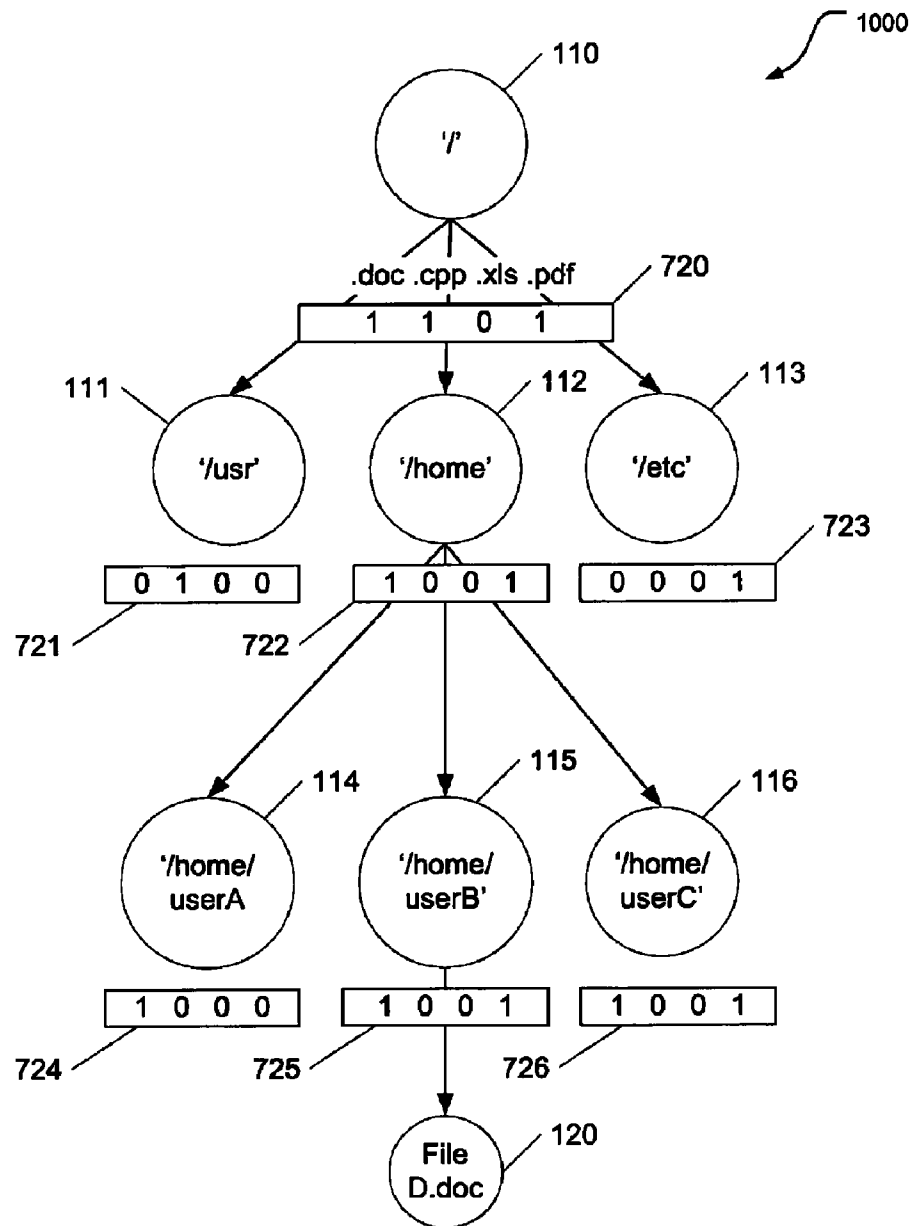 1000
110
‘/’
.doc .cpp .xls .pdf
720
1 1 0 1
111
112
113
‘/usr’
‘/home’
‘/etc’
723
0 1 0 0
1 0 0 1
0 0 0 1
721
722
114
115
116
‘/home/
userA
‘/home/
userB’
‘/home/
userC’
1 0 0 0
1 0 0 1
1 0 0 1
724
725
726
120
File
D.doc